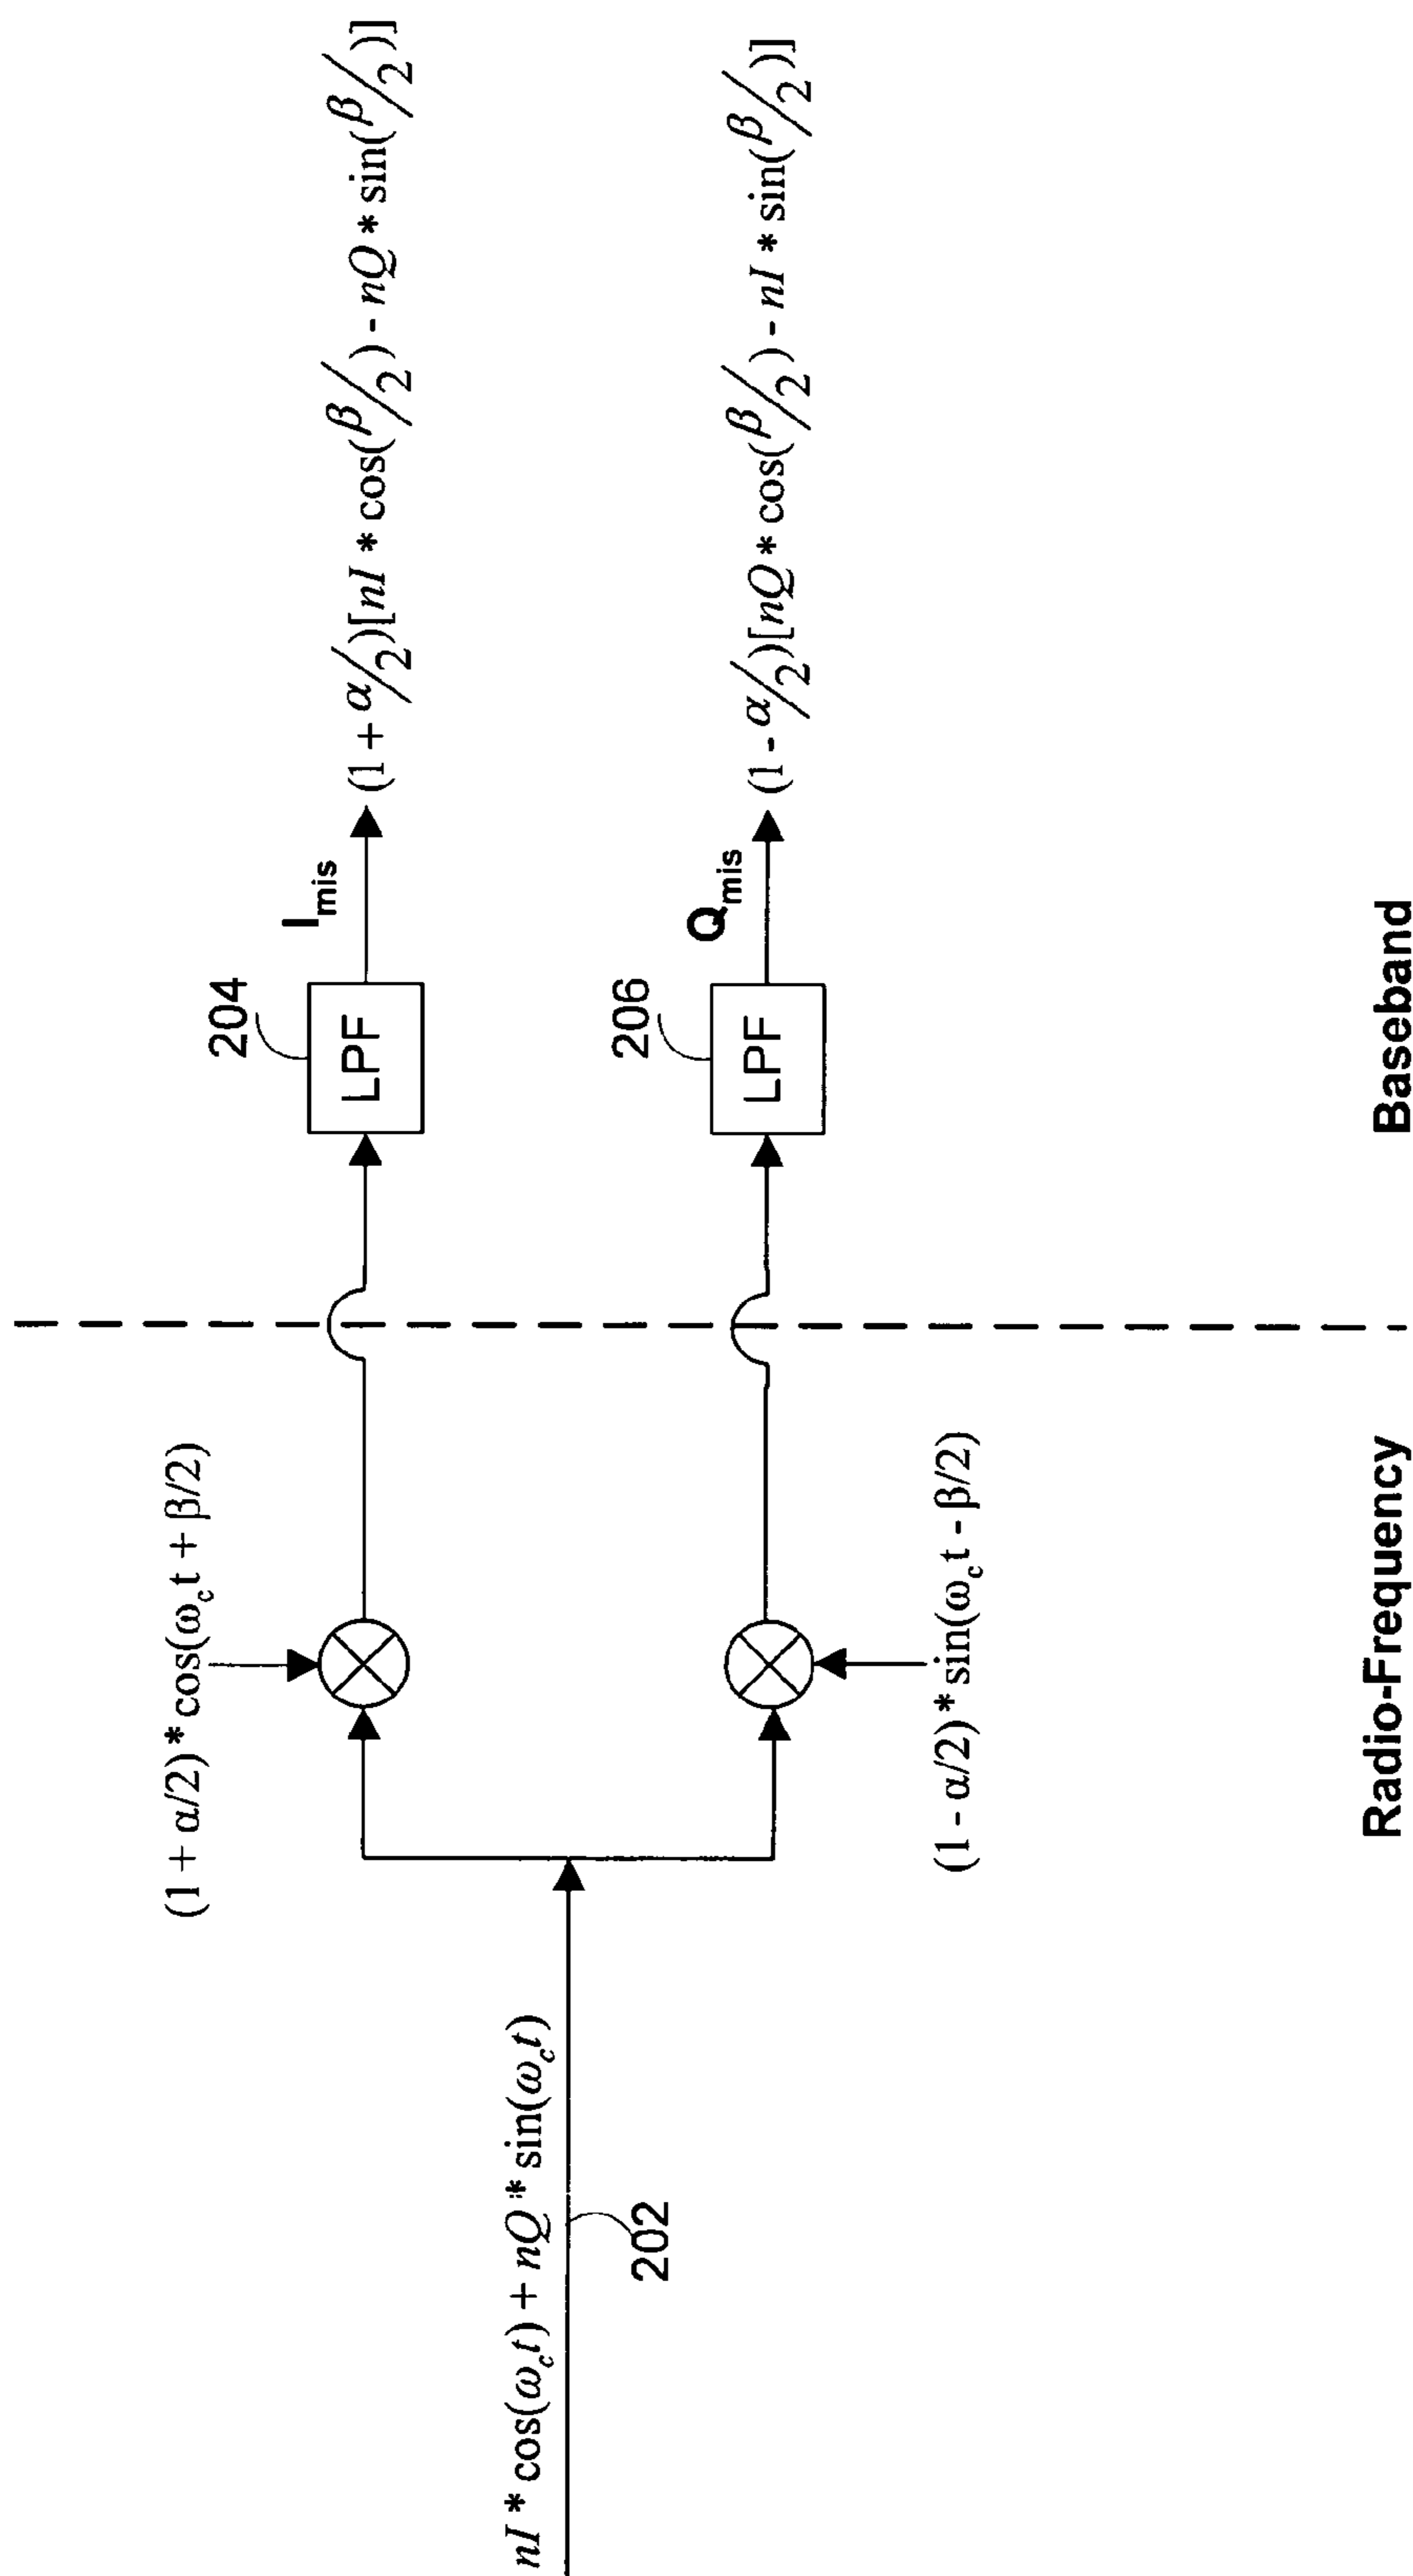 nI * cos(ω_c t) + nQ * sin(ω_c t)
202
(1 + α/2) * cos(ω_c t + β/2)
(1 - α/2) * sin(ω_c t - β/2)
204
LPF
I_mis
(1 + α/2)[nI * cos(β/2) - nQ * sin(β/2)]
206
LPF
Q_mis
(1 - α/2)[nQ * cos(β/2) - nI * sin(β/2)]
Radio-Frequency
Baseband